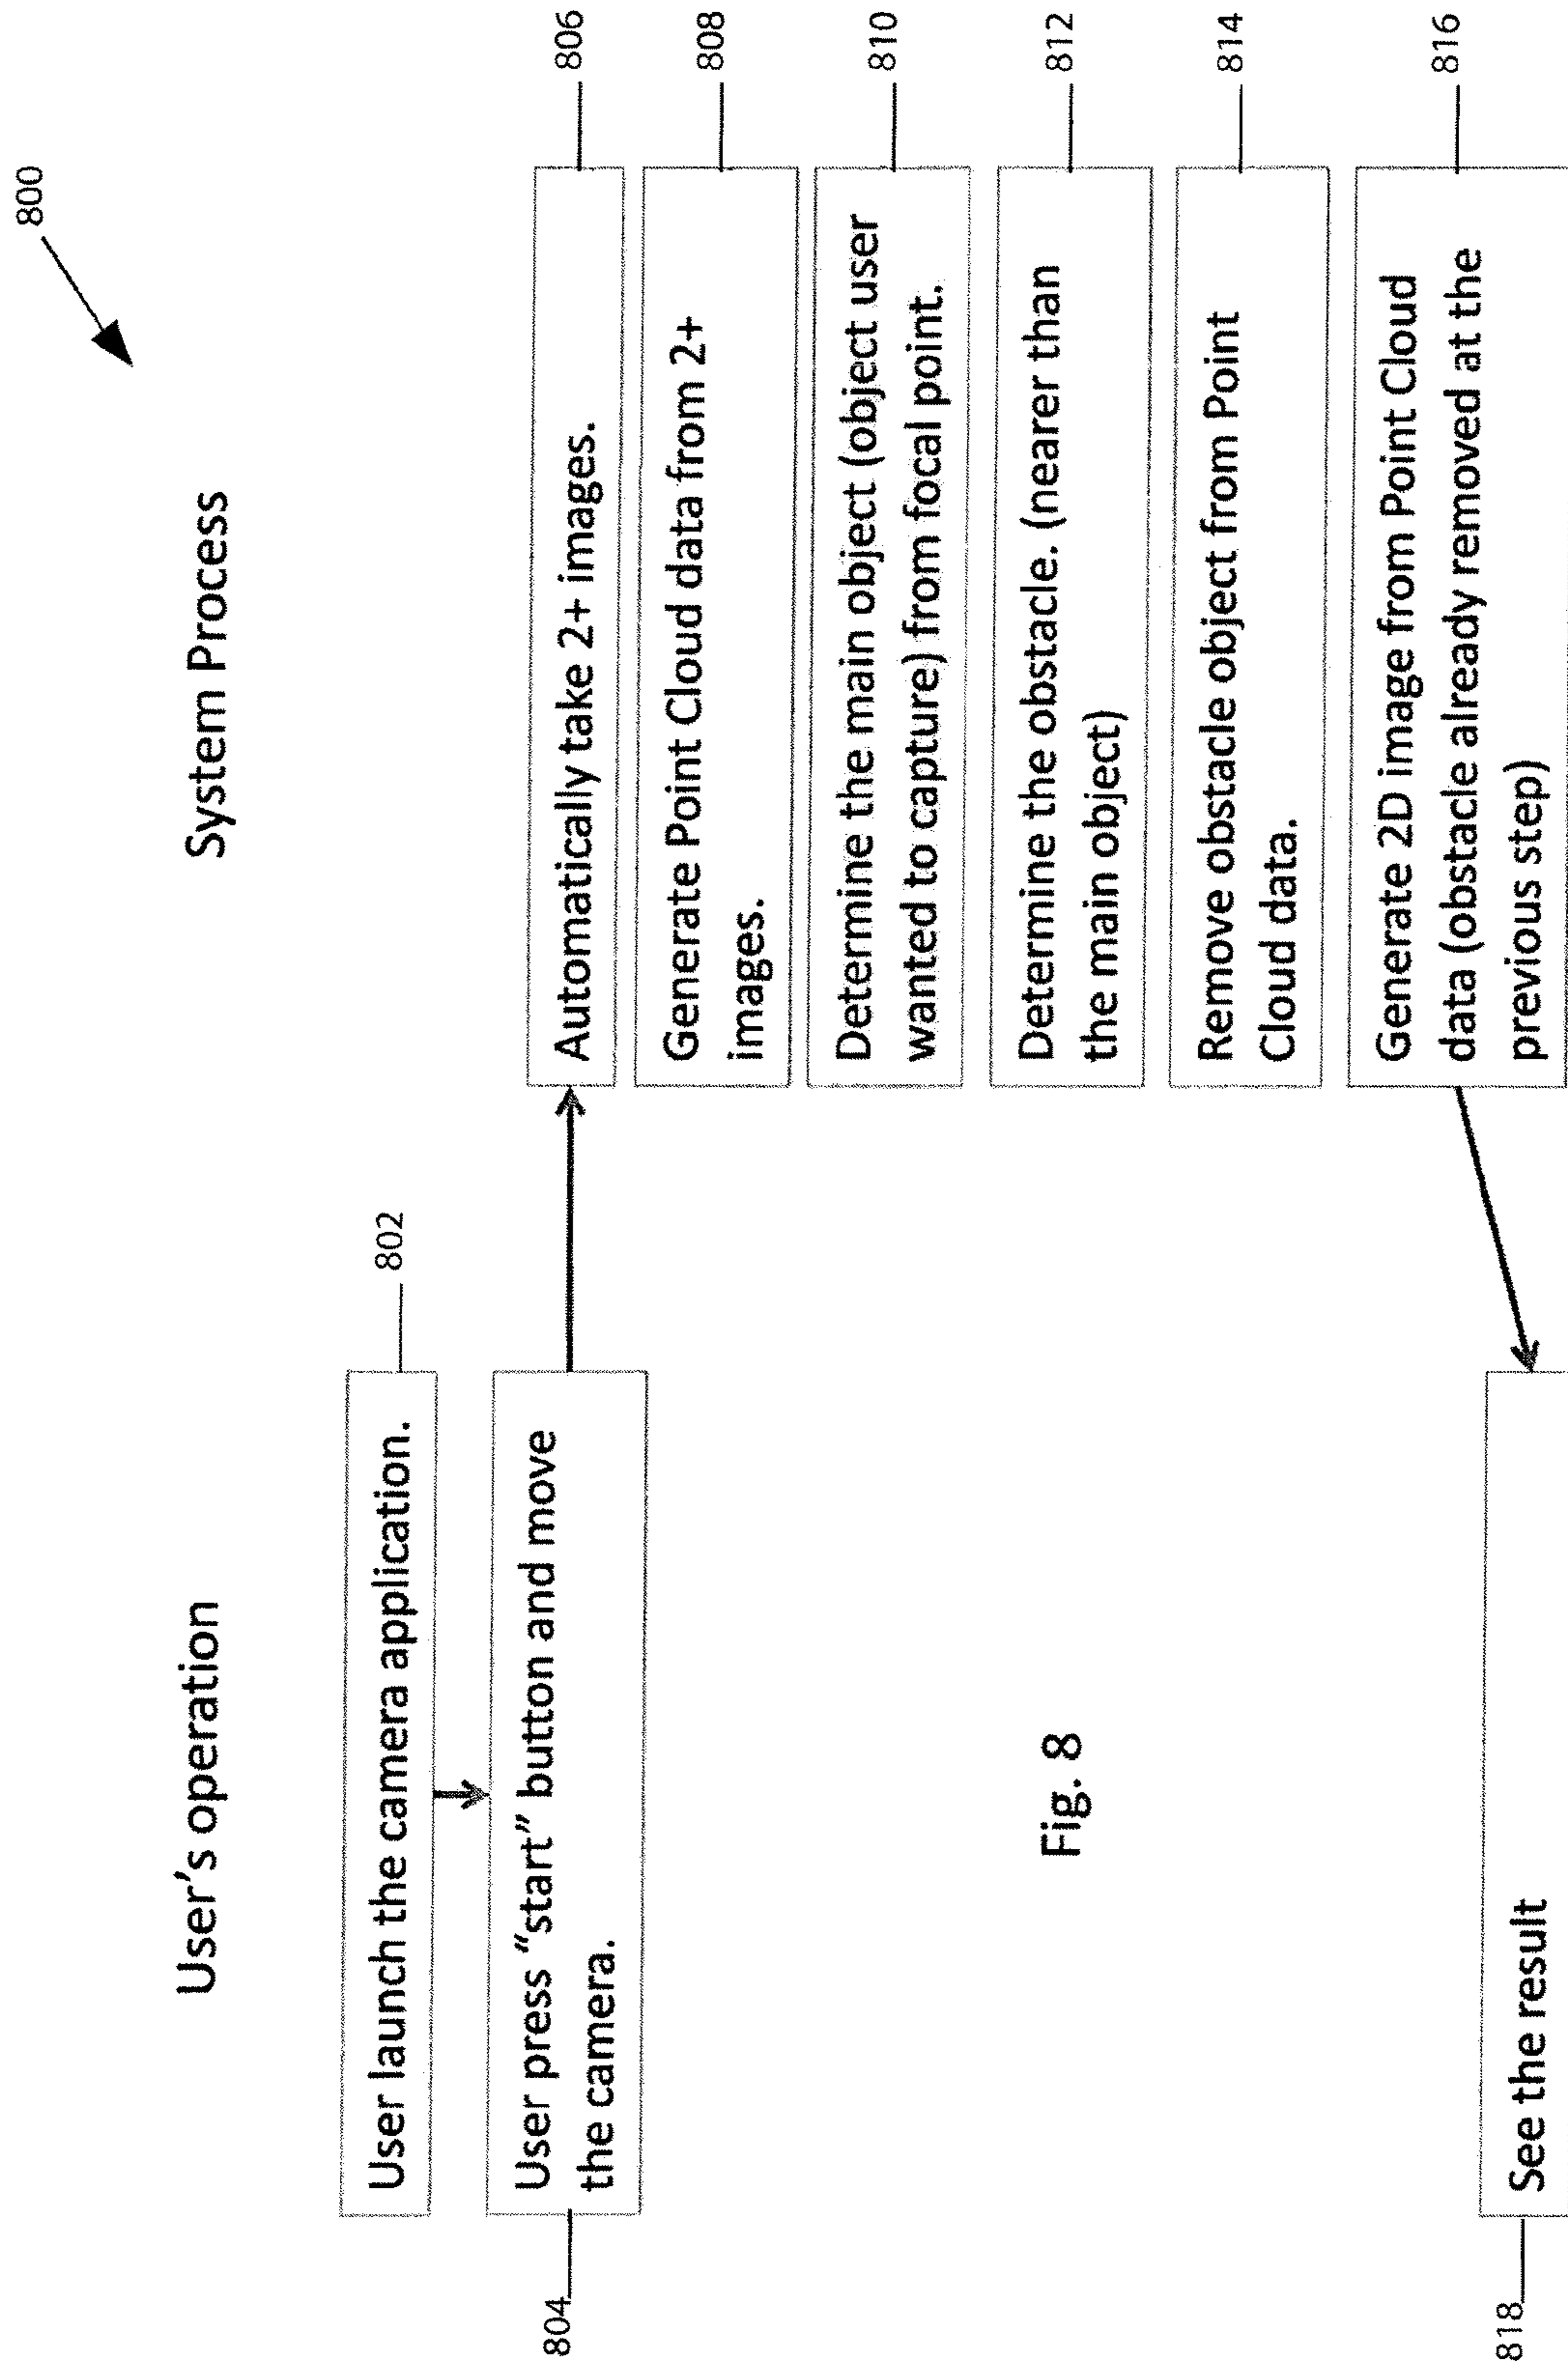 800
User's operation
System Process
User launch the camera application.
802
804
User press “start” button and move
the camera.
Automatically take 2+ images.
806
Generate Point Cloud data from 2+
images.
808
Determine the main object (object user
wanted to capture) from focal point.
810
Determine the obstacle. (nearer than
the main object)
812
Remove obstacle object from Point
Cloud data.
814
Generate 2D image from Point Cloud
data (obstacle already removed at the
previous step)
816
818
See the result
Fig. 8